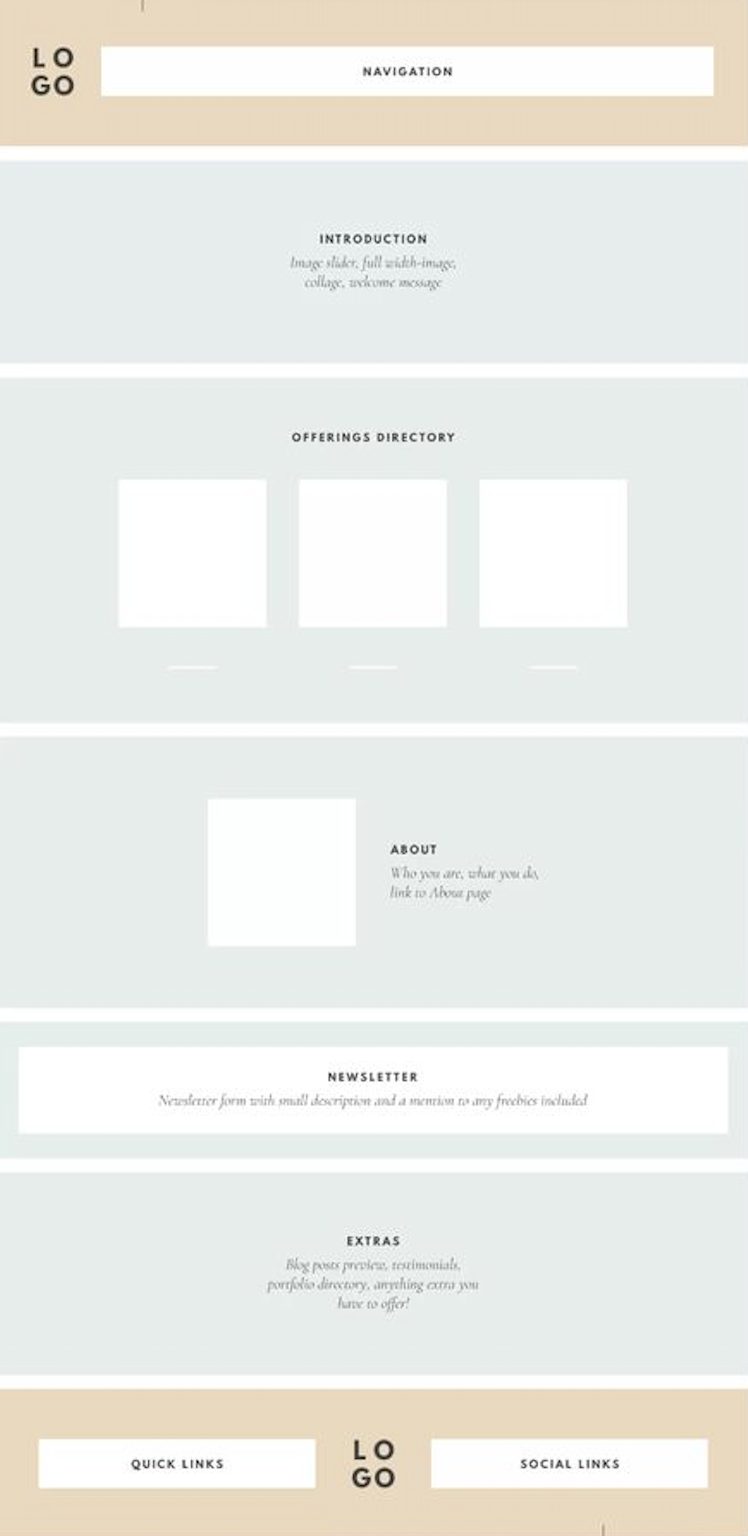 LO
GO
NAVIGATION
INTRODUCTION
Image slider, full width-image,
collage, welcome message
OFFERINGS DIRECTORY
ABOUT
Who you are, what you do,
link to About page
NEWSLETTER
Newsletter form with small description and a mention to any freebies included
EXTRAS
Blog posts preview, testimonials,
portfolio directory, anything extra you
have to offer!
QUICK LINKS
LO
GO
SOCIAL LINKS